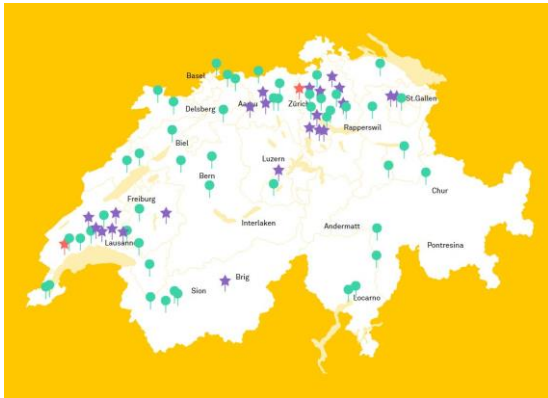 Basel
Delsberg
Aarau
Zürich
St.Gallen
Rapperswil
Biel
Luzern
Bern
Chur
Freiburg
Interlaken
Andermatt
Pontresina
Lausanne
Brig
Sion
Locarno